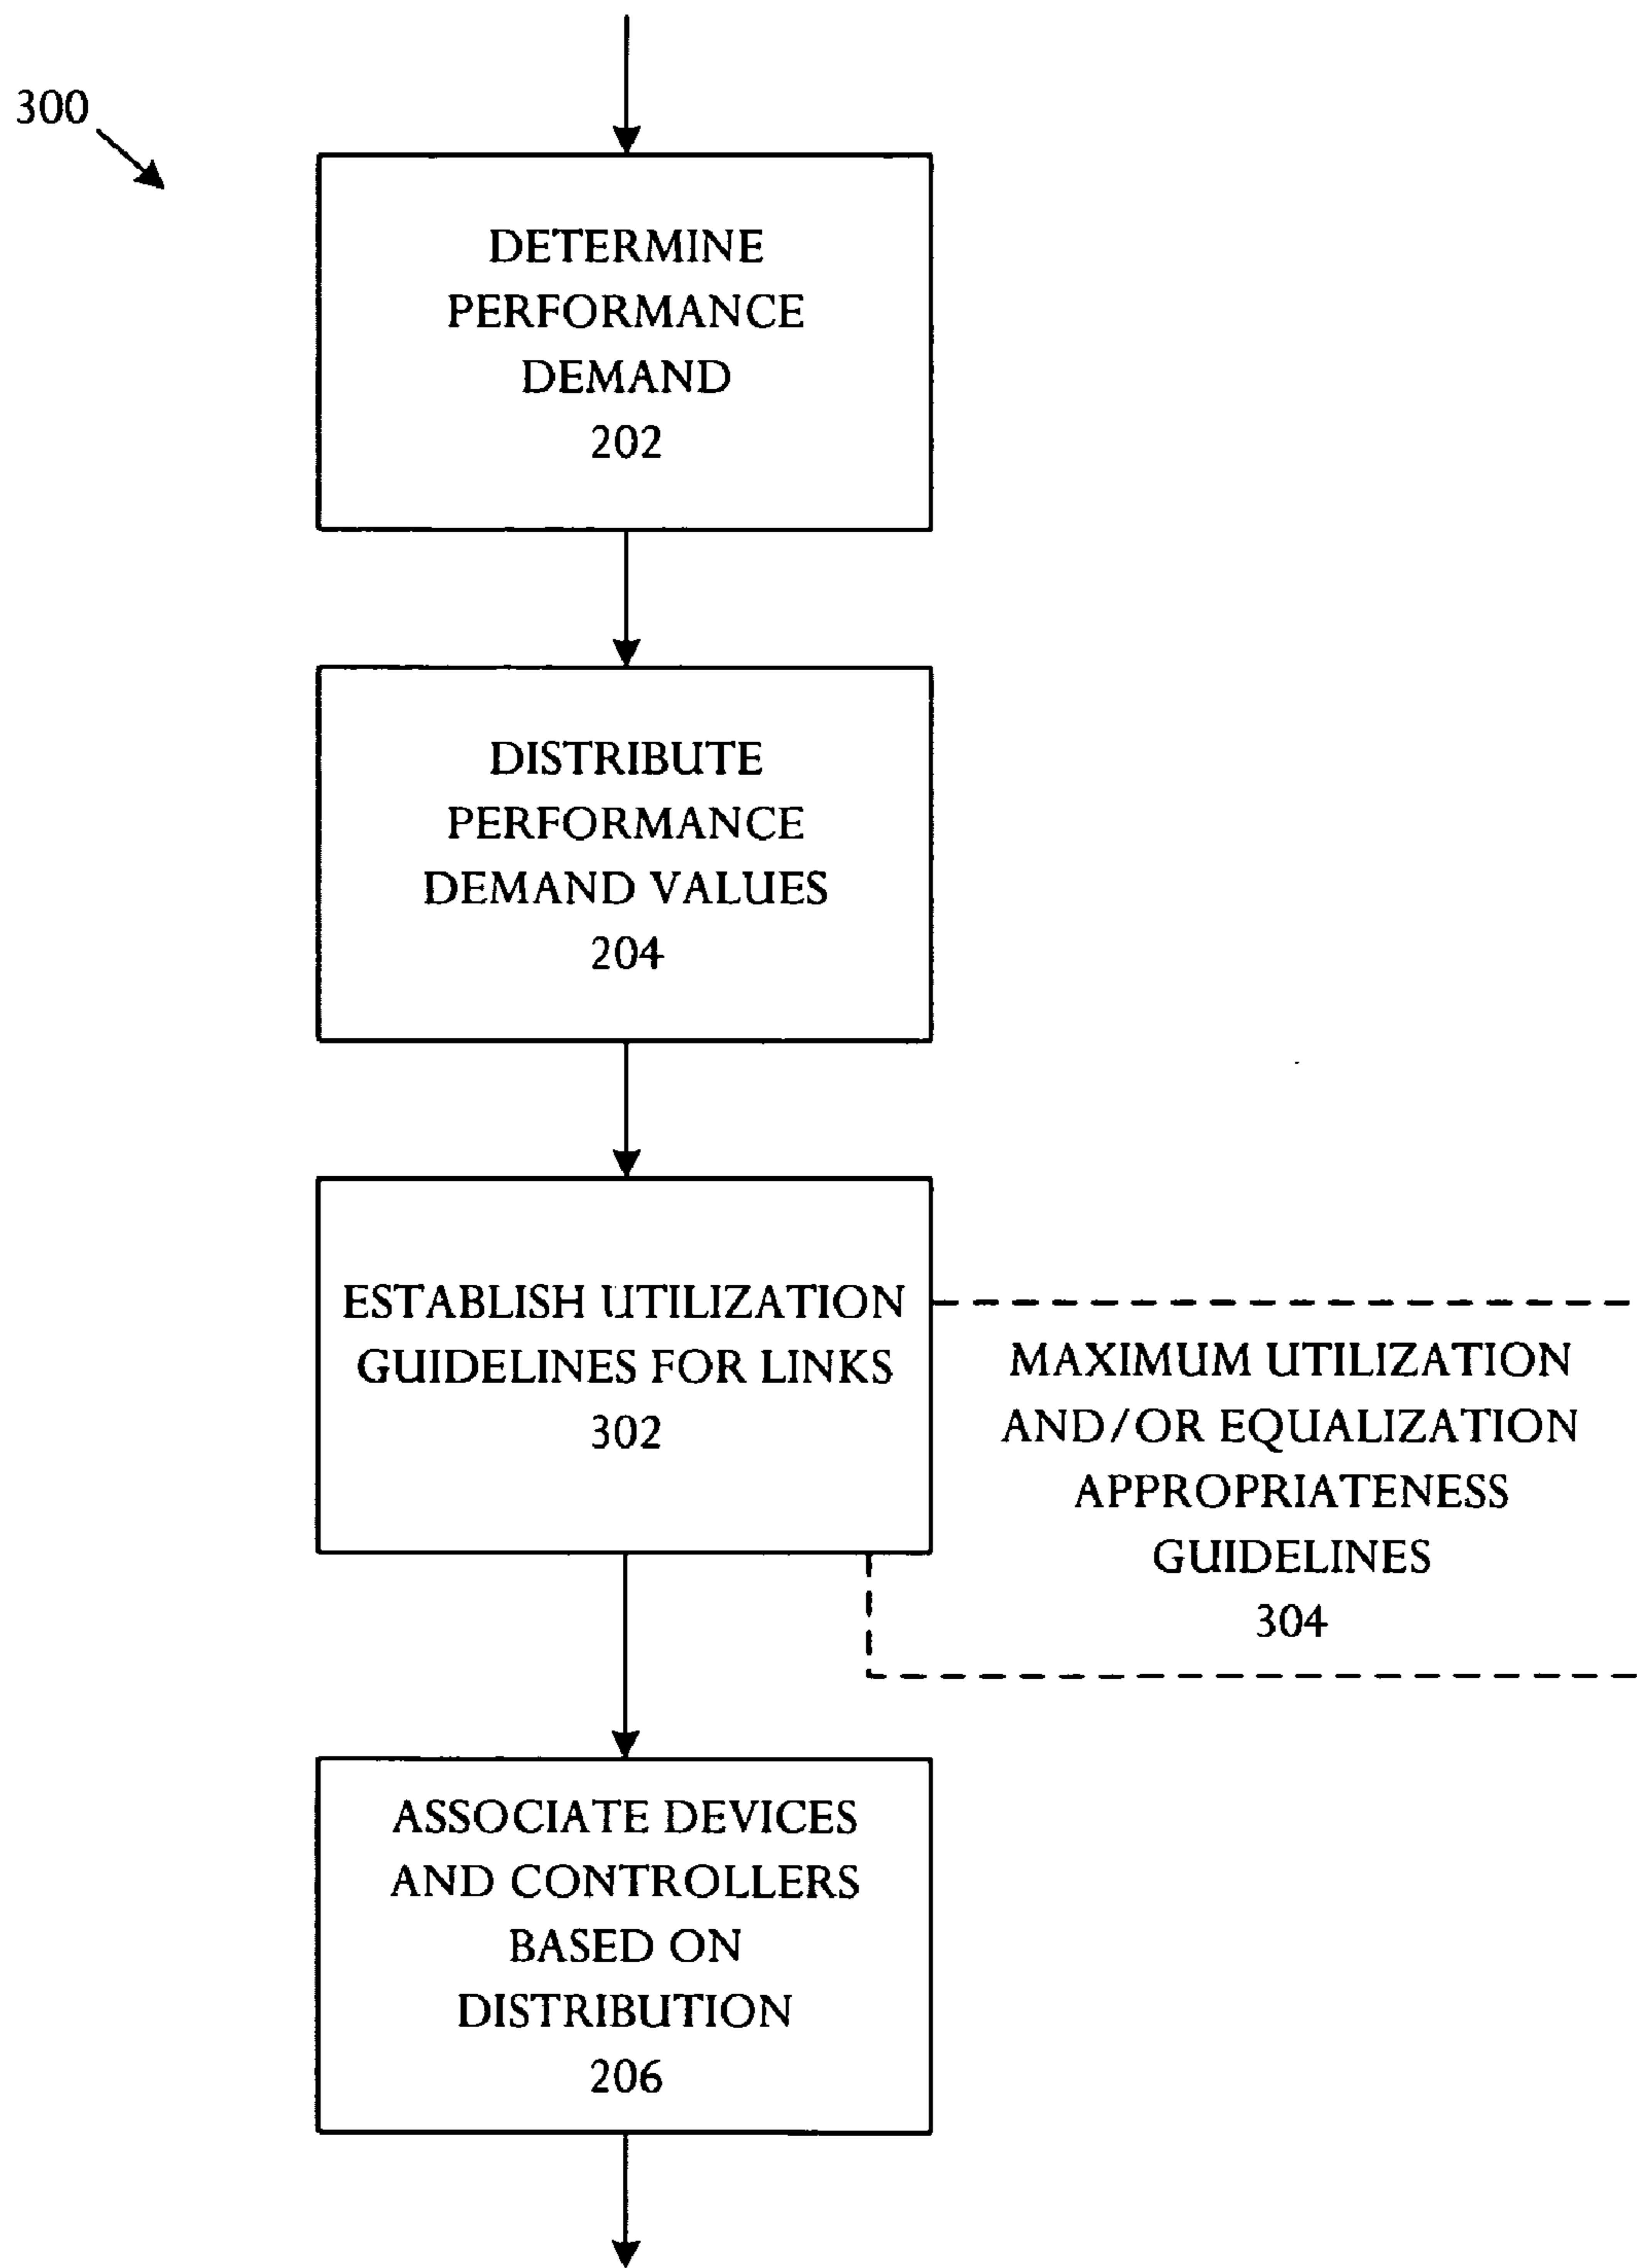 300
DETERMINE
PERFORMANCE
DEMAND
202
DISTRIBUTE
PERFORMANCE
DEMAND VALUES
204
ESTABLISH UTILIZATION
GUIDELINES FOR LINKS
302
MAXIMUM UTILIZATION
AND/OR EQUALIZATION
APPROPRIATENESS
GUIDELINES
304
ASSOCIATE DEVICES
AND CONTROLLERS
BASED ON
DISTRIBUTION
206